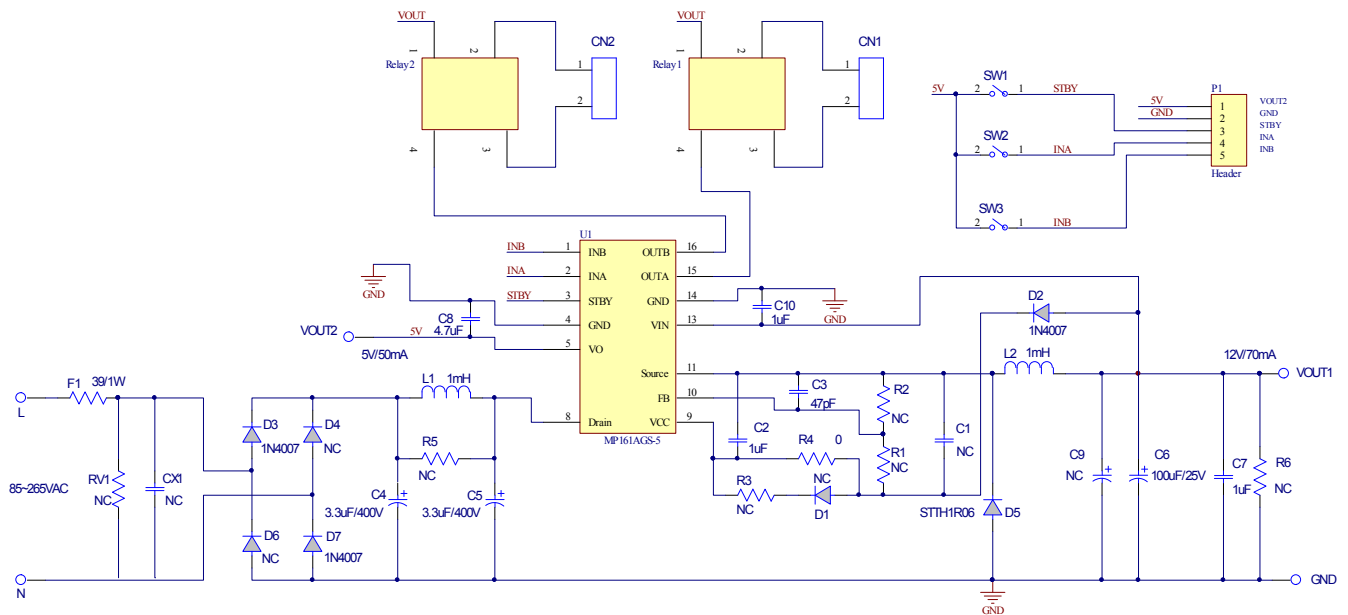 VOUT
1
2
Relay2
4
3
CN2
1
2
VOUT
1
2
Relay1
4
3
CN1
1
2
5V
SW1
2
1
STBY
SW2
2
1
INA
SW3
2
1
INB
P1
5V
1
VOUT2
GND
2
GND
3
STBY
4
INA
5
INB
Header
U1
INB
1
INB
OUTB
16
INA
2
INA
OUTA
15
STBY
3
STBY
GND
14
4
GND
VIN
13
5
VO
Source
11
FB
10
8
Drain
VCC
9
MP161AGS-5
GND
C8
4.7uF
VOUT2
5V
5V/50mA
C10
1uF
GND
D2
1N4007
L2
1mH
12V/70mA
VOUT1
F1
39/1W
L
RV1
NC
CX1
NC
85~265VAC
N
D3
1N4007
D4
NC
D6
NC
D7
1N4007
L1
1mH
R5
NC
C4
3.3uF/400V
C5
3.3uF/400V
C2
1uF
C3
47pF
R2
NC
R4
0
R1
NC
C1
NC
R3
NC
D1
STTH1R06
D5
C9
NC
C6
100uF/25V
C7
1uF
R6
NC
GND
GND